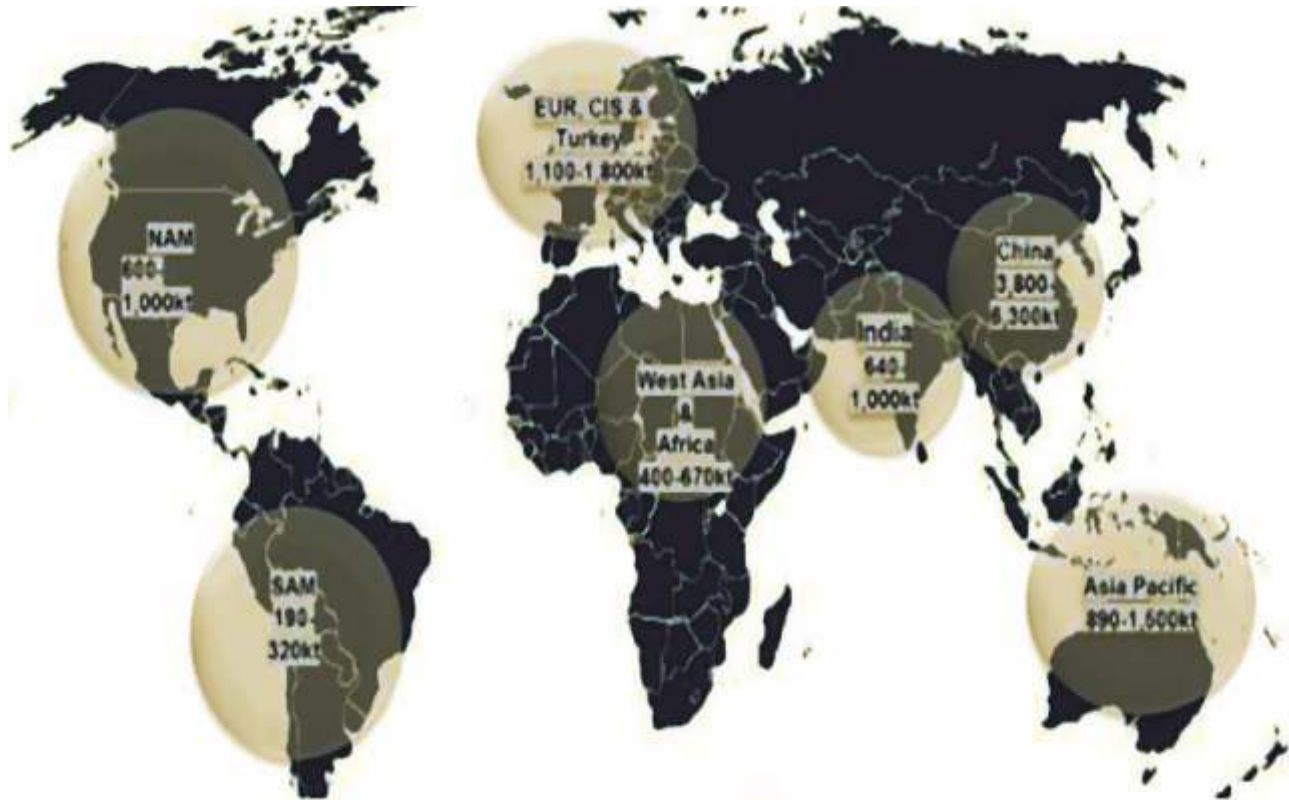 EUR, CIS &
Turkey
1,100-1,800kt
NAM
600-
1,000kt
China
3,800-
6,300kt
India
640-
1,000kt
West Asia
&
Africa
400-670kt
SAM
190-
320kt
Asia Pacific
890-1,500kt